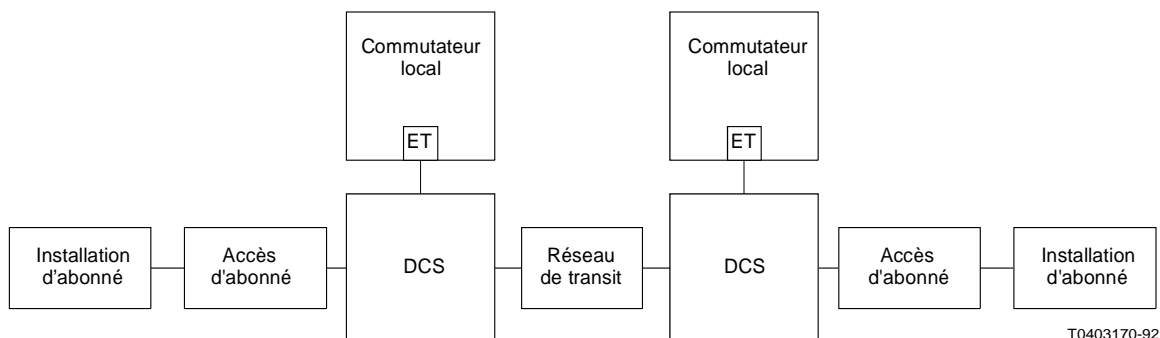 Commutateur
local
ET
Commutateur
local
ET
Installation
d'abonné
Accès
d'abonné
DCS
Réseau
de transit
DCS
Accès
d'abonné
Installation
d'abonné
T0403170-92